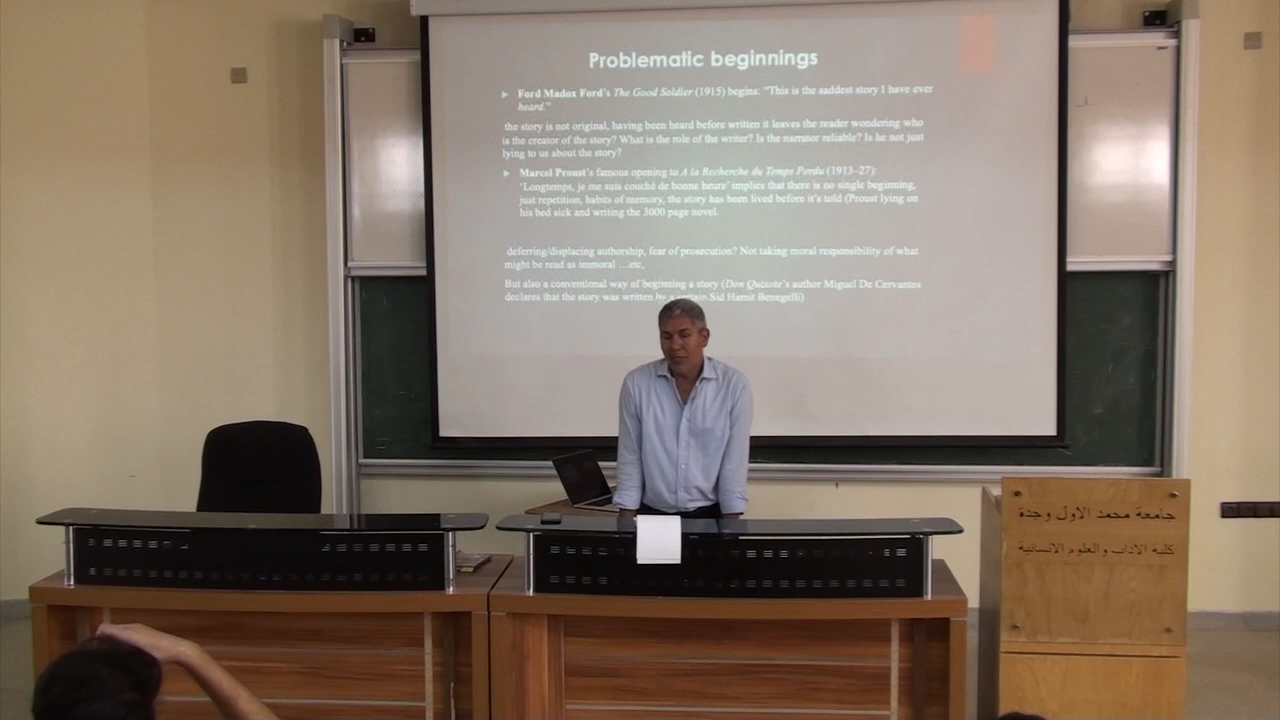 Problematic beginnings
Ford Madox Ford's The Good Soldier (1915) begins: "This is the saddest story I have ever
heard."
the story is not original, having been heard before written it leaves the reader wondering who
is the creator of the story? What is the role of the writer? Is the narrator reliable? Is he not just
lying to us about the story?
Marcel Proust's famous opening to A la Recherche du Temps Perdu (1913–27):
'Longtemps, je me suis couché de bonne heure' implies that there is no single beginning,
just repetition, habits of memory, the story has been lived before it's told (Proust lying on
his bed sick and writing the 3000 page novel.
deferring/displacing authorship, fear of prosecution? Not taking moral responsibility of what
might be read as immoral …etc,
But also a conventional way of beginning a story (Don Quixote's author Miguel De Cervantes
declares that the story was written by a certain Sid Hamit Benegelli)
جامعة محمد الاول وجدة
كلية الاداب والعلوم الانسانية